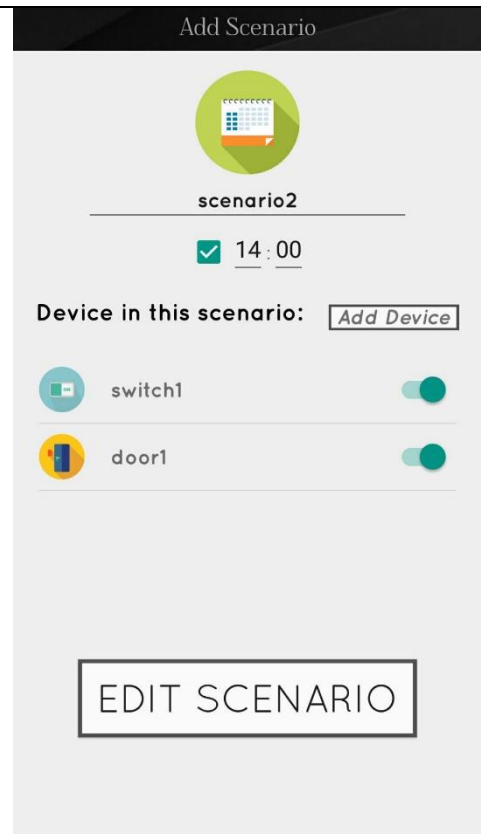 Add Scenario
scenario2
14 : 00
Device in this scenario:
Add Device
switch1
door1
EDIT SCENARIO